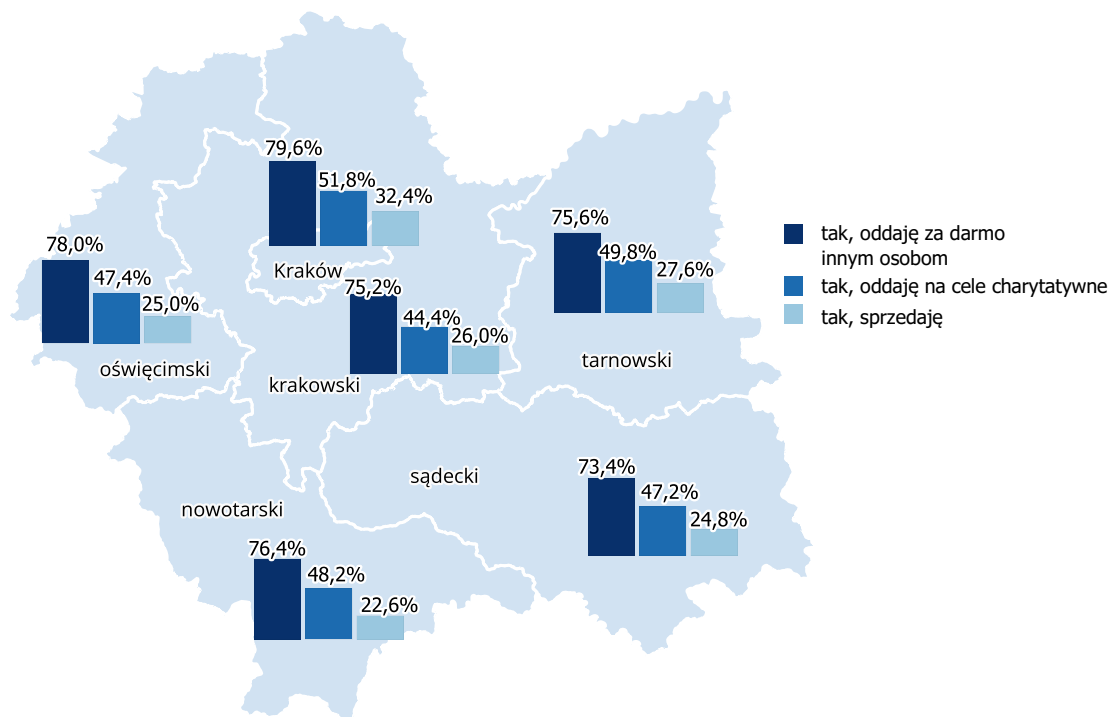 79,6%
51,8%
32,4%
Kraków
78,0%
47,4%
25,0%
oświęcimski
75,2%
44,4%
26,0%
krakowski
75,6%
49,8%
27,6%
tarnowski
73,4%
47,2%
24,8%
sądecki
nowotarski
76,4%
48,2%
22,6%
tak, oddaję za darmo
innym osobom
tak, oddaję na cele charytatywne
tak, sprzedaję